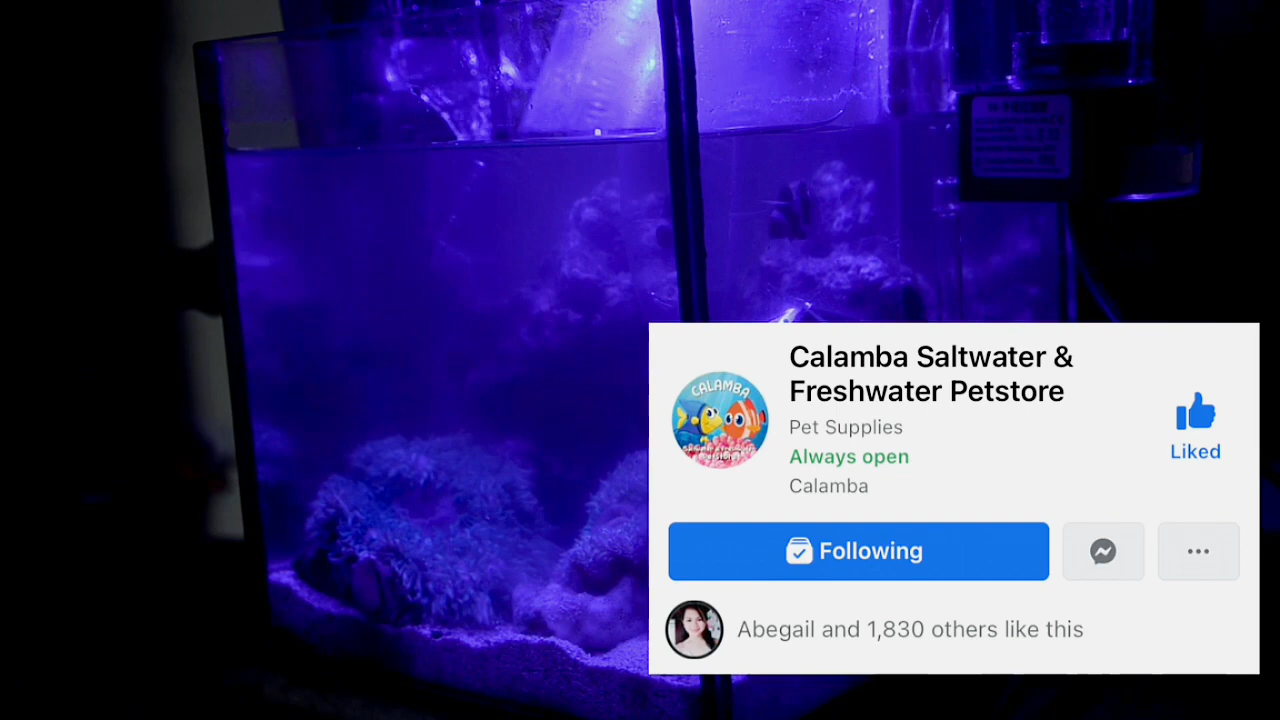 Calamba Saltwater &
Freshwater Petstore
Pet Supplies
Always open
Calamba
Liked
Following
Abegail and 1,830 others like this
CALAMBA